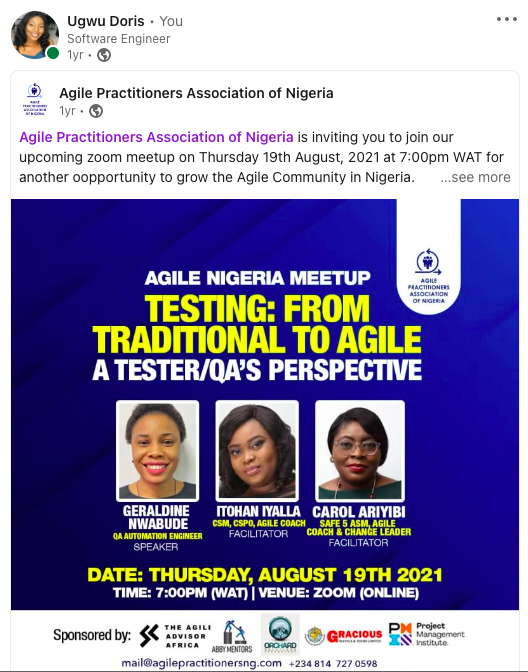 Ugwu Doris • You
Software Engineer
1yr •
Agile Practitioners Association of Nigeria
1yr •
Agile Practitioners Association of Nigeria is inviting you to join our
upcoming zoom meetup on Thursday 19th August, 2021 at 7:00pm WAT for
another oopportunity to grow the Agile Community in Nigeria. ...see more
AGILE
PRACTITIONERS
ASSOCIATION
OF NIGERIA
AGILE NIGERIA MEETUP
TESTING: FROM
TRADITIONAL TO AGILE
A TESTER/QA'S PERSPECTIVE
GERALDINE
NWABUDE
QA AUTOMATION ENGINEER
SPEAKER
ITOHAN IYALLA
CSM, CSPO, AGILE COACH
FACILITATOR
CAROL ARIYIBI
SAFE 5 ASM, AGILE
COACH & CHANGE LEADER
FACILITATOR
DATE: THURSDAY, AUGUST 19TH 2021
TIME: 7:00PM (WAT) | VENUE: ZOOM (ONLINE)
Sponsored by:
THE AGILE
ADVISOR
AFRICA
ABBY MENTORS
ORCHARD
GRACIOUS
Project
Management
Institute.
mail@agilepractitionersng.com +234 814 727 0598